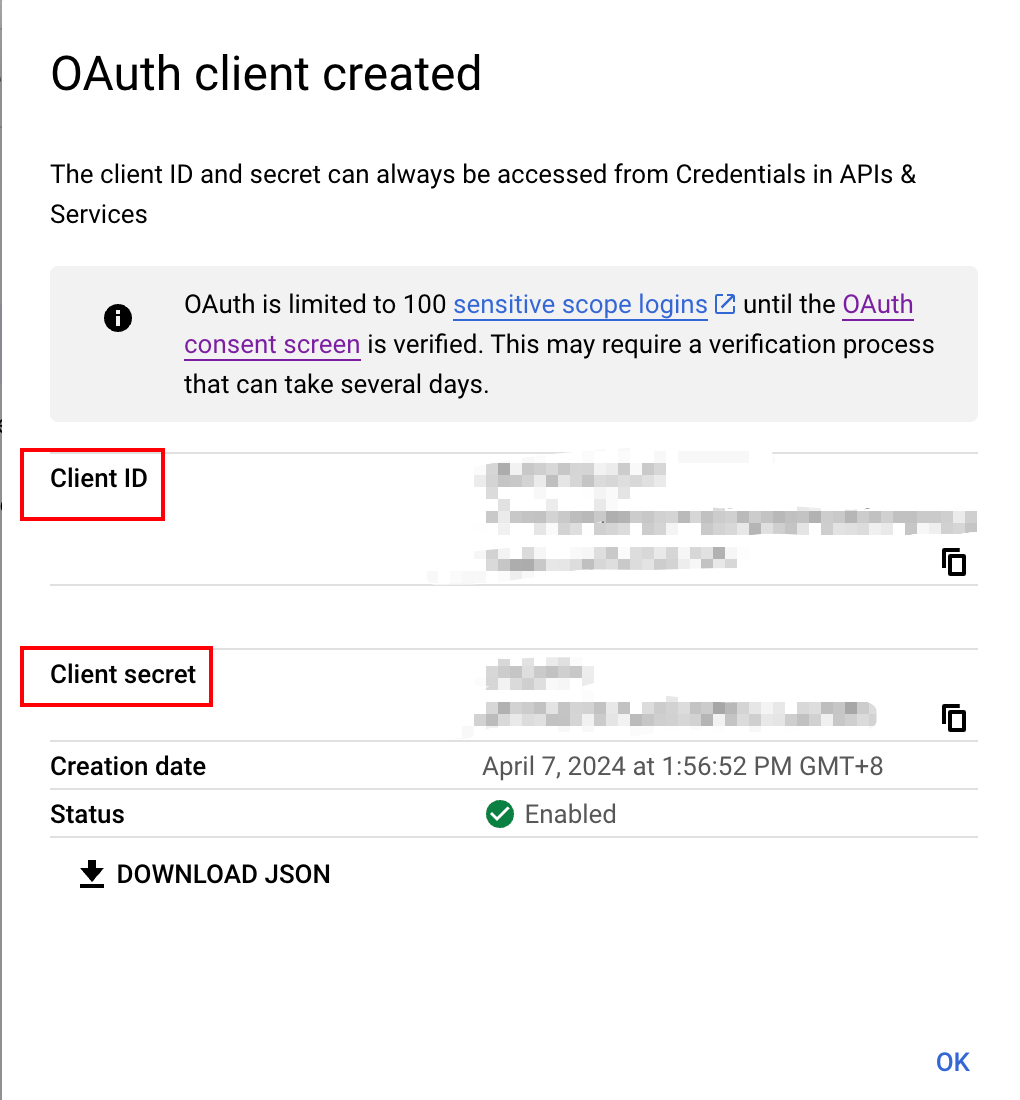 OAuth client created
The client ID and secret can always be accessed from Credentials in APIs &
Services
OAuth is limited to 100 sensitive scope logins until the OAuth
consent screen is verified. This may require a verification process
that can take several days.
Client ID
Client secret
Creation date April 7, 2024 at 1:56:52 PM GMT+8
Status Enabled
DOWNLOAD JSON
OK